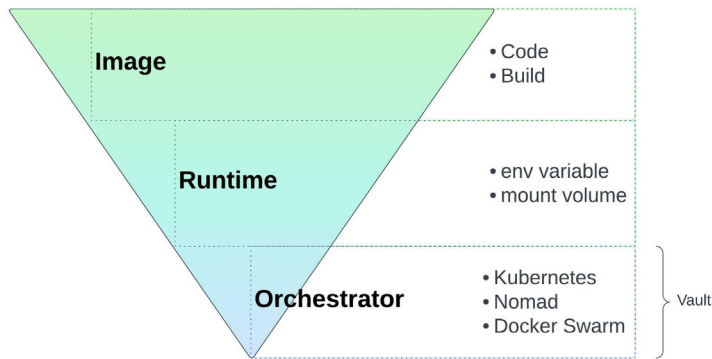 Image
• Code
• Build
Runtime
• env variable
• mount volume
Orchestrator
• Kubernetes
• Nomad
• Docker Swarm
Vault